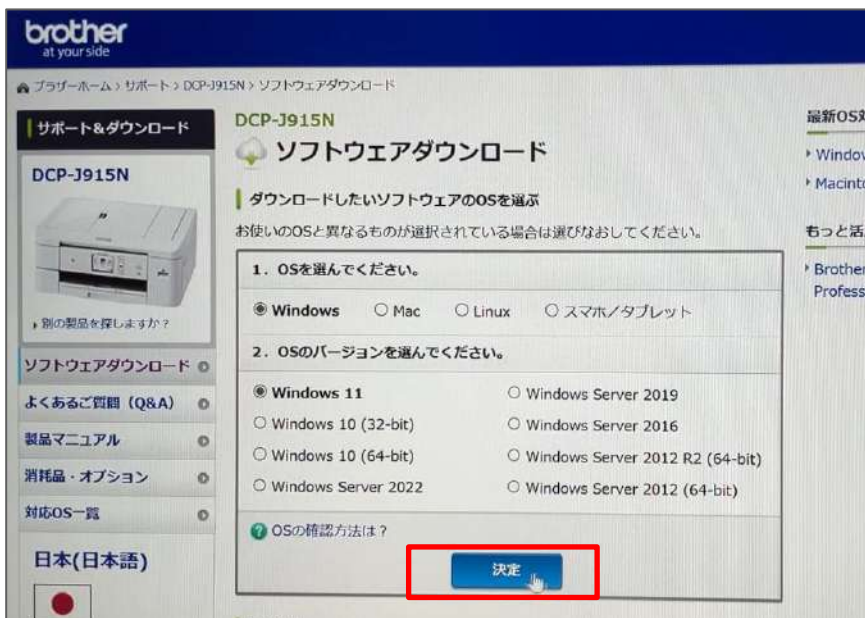 brother
at your side
ブラザーホーム > サポート > DCP-J915N > ソフトウェアダウンロード
サポート&ダウンロード
DCP-J915N
別の製品を探しますか？
ソフトウェアダウンロード
よくあるご質問（Q&A）
製品マニュアル
消耗品・オプション
対応OS一覧
日本(日本語)
DCP-J915N
ソフトウェアダウンロード
ダウンロードしたいソフトウェアのOSを選ぶ
お使いのOSと異なるものが選択されている場合は選びなおしてください。
1. OSを選んでください。
Windows Mac Linux スマホ/タブレット
2. OSのバージョンを選んでください。
Windows 11 Windows Server 2019
Windows 10 (32-bit) Windows Server 2016
Windows 10 (64-bit) Windows Server 2012 R2 (64-bit)
Windows Server 2022 Windows Server 2012 (64-bit)
OSの確認方法は？
決定
最新OS
Window
Macinto
もっと活
Brother
Profess